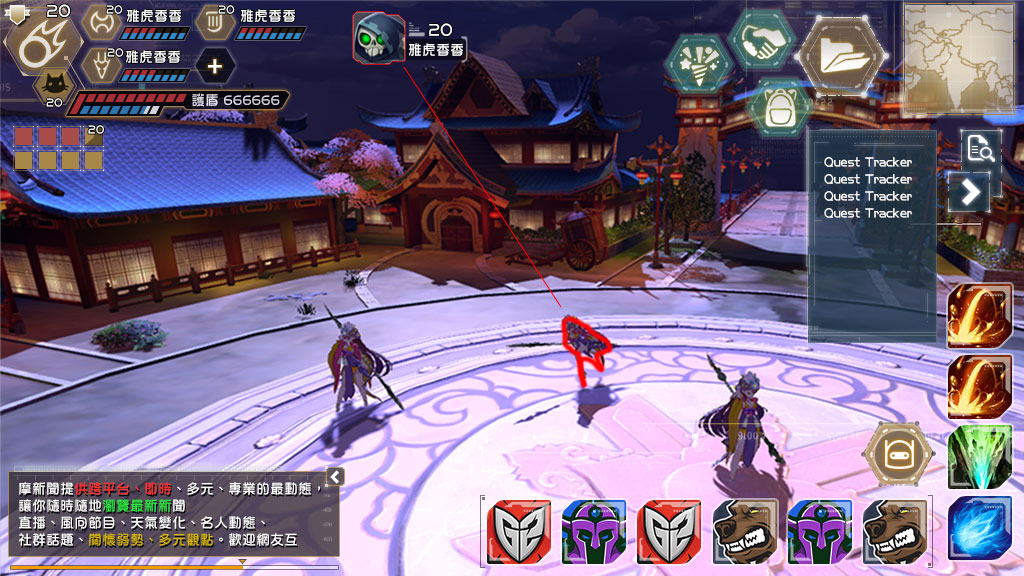 20
20
雅虎香香
20
雅虎香香
20
雅虎香香
20
護盾 666666
20
20
雅虎香香
Quest Tracker
Quest Tracker
Quest Tracker
Quest Tracker
摩新聞提供跨平台、即時、多元、專業的最動態，
讓你隨時隨地瀏覽最新新聞
直播、風向節目、天氣變化、名人動態、
社群話題、關懷弱勢、多元觀點。歡迎網友互